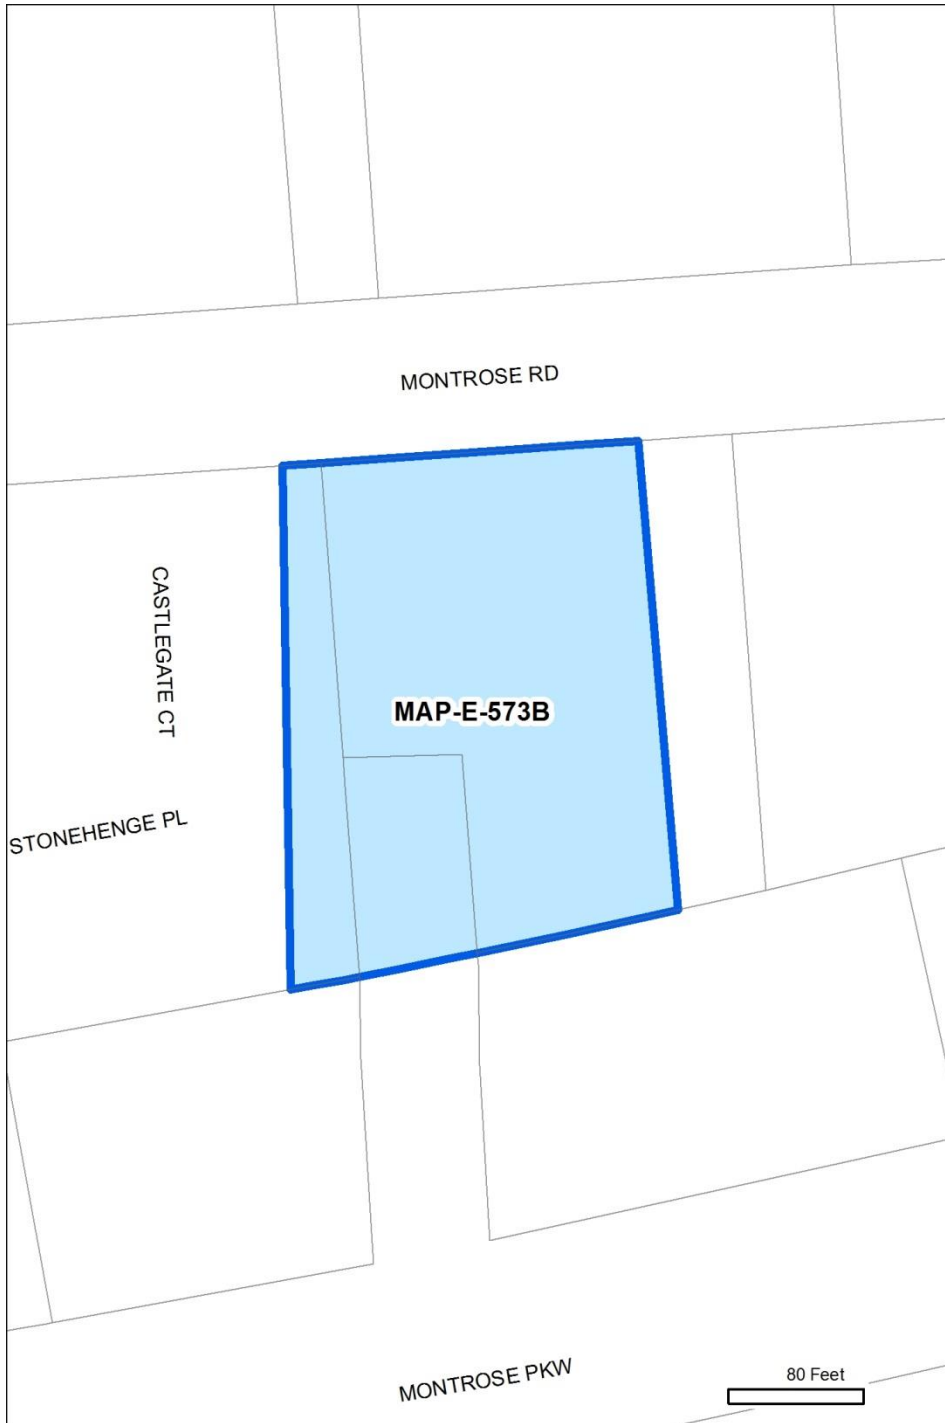 MONTROSE RD
CASTLEGATE CT
MAP-E-573B
STONEHENGE PL
MONTROSE PKW
80 Feet